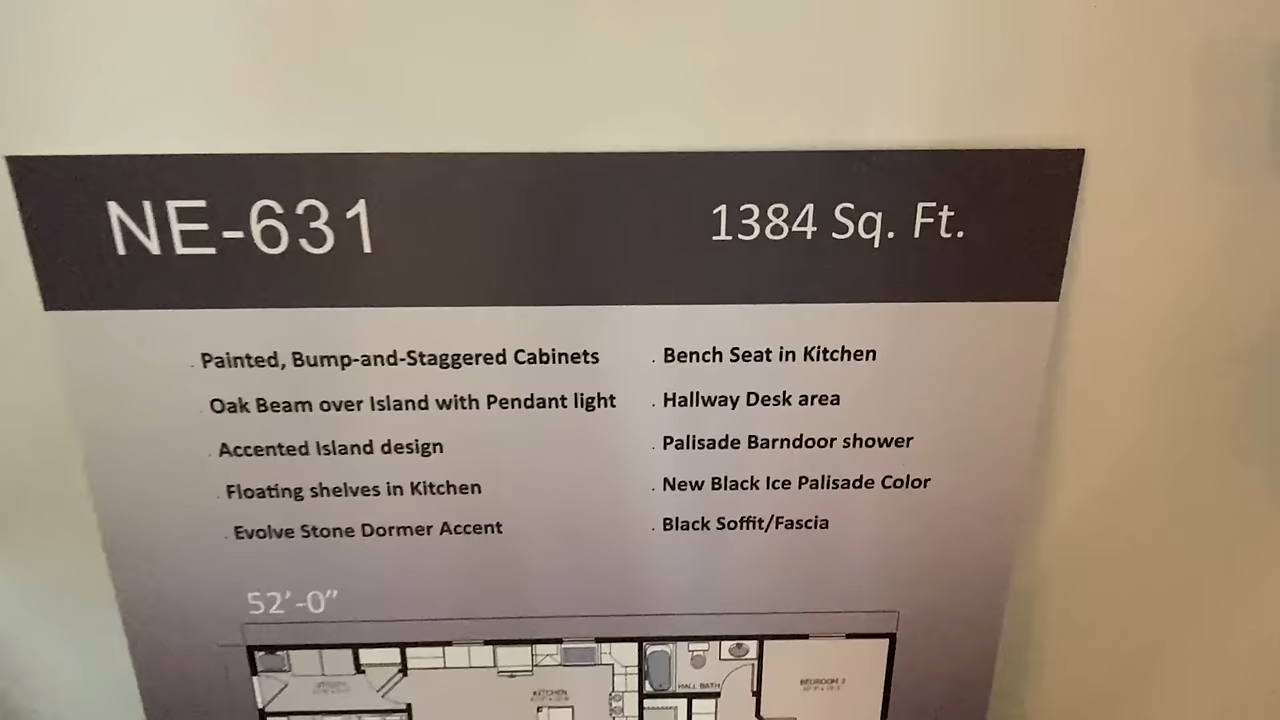 NE-631
1384 Sq. Ft.
. Painted, Bump-and-Staggered Cabinets
. Oak Beam over Island with Pendant light
. Accented Island design
. Floating shelves in Kitchen
. Evolve Stone Dormer Accent
. Bench Seat in Kitchen
. Hallway Desk area
. Palisade Barndoor shower
. New Black Ice Palisade Color
. Black Soffit/Fascia
52'-0"
KITCHEN
HALL BATH